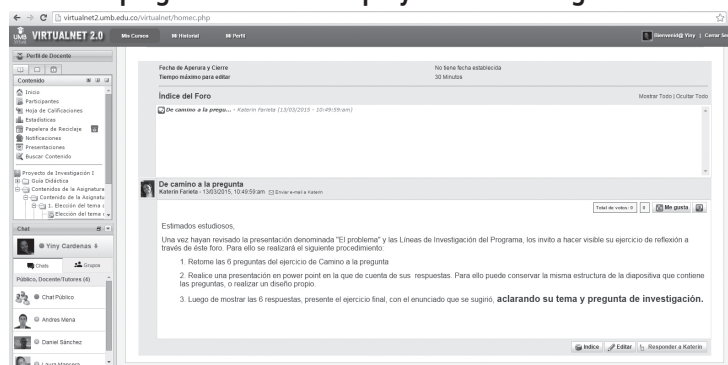 virtualnet2.umb.edu.co/virtualnet/homec.php
UMB VIRTUALNET 2.0
Mis Cursos
Mi Historial
Mi Perfil
Bienvenid@ Yiny | Cerrar Ses
Perfil de Docente
Contenido
Inicio
Participantes
Hoja de Calificaciones
Estadísticas
Papelera de Reciclaje
Notificaciones
Presentaciones
Buscar Contenido
Proyecto de Investigación I
Guía Didáctica
Contenidos de la Asignatura
Contenido de la Asignatu
1. Elección del tema d
Elección del tema
Chat
Yiny Cardenas
Chats
Grupos
Público, Docente/Tutores (4)
Chat Público
Andres Mena
Daniel Sánchez
Laura Mancera
Fecha de Aperura y Cierre
No tiene fecha establecida
Tiempo máximo para editar
30 Minutos
Índice del Foro
Mostrar Todo | Ocultar Todo
De camino a la pregu... - Katerin Farieta (13/03/2015 - 10:49:59:am)
De camino a la pregunta
Katerin Farieta - 13/03/2015, 10:49:59:am Enviar e-mail a Katerin
Total de votos: 0
0
Me gusta
Estimados estudiosos,
Una vez hayan revisado la presentación denominada "El problema" y las Líneas de Investigación del Programa, los invito a hacer visible su ejercicio de reflexión a
través de éste foro. Para ello se realizará el siguiente procedimiento:
1. Retome las 6 preguntas del ejercicio de Camino a la pregunta
2. Realice una presentación en power point en la que de cuenta de sus respuestas. Para ello puede conservar la misma estructura de la diapositiva que contiene
las preguntas, o realizar un diseño propio.
3. Luego de mostrar las 6 respuestas, presente el ejercicio final, con el enunciado que se sugirió, aclarando su tema y pregunta de investigación.
Indice
Editar
Responder a Katerin